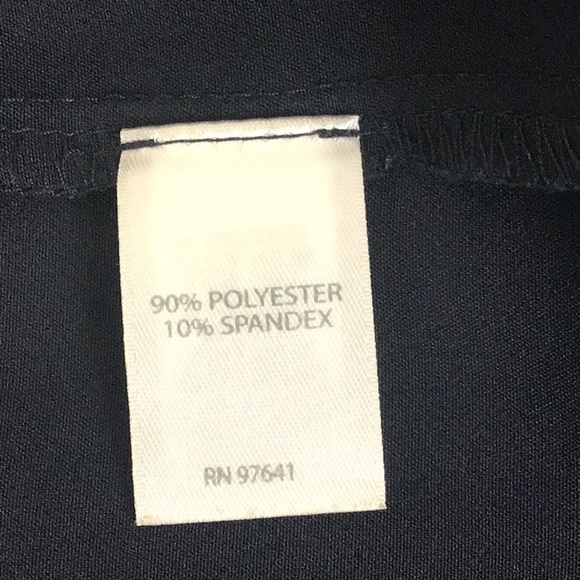 90% POLYESTER
10% SPANDEX
RN 97641